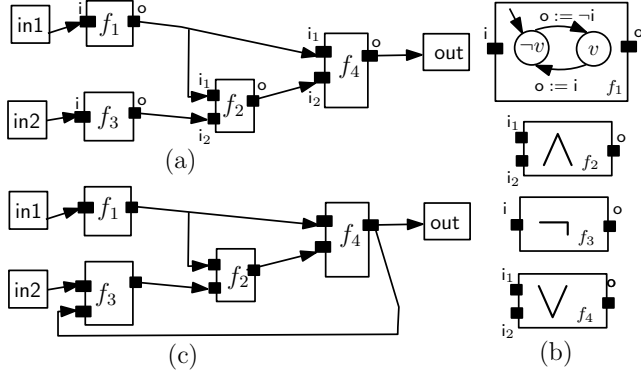 in1 i f₁ o i₁ f₄ o out
i₁ f₂ o i₂
in2 i f₃ o i₂
(a)
in1 f₁ f₄ out
in2 f₃ f₂
(c)
o := ¬i
i ¬v v o
o := i f₁
i₁ i₂ ∧ f₂ o
i ¬ f₃ o
i₁ i₂ ∨ f₄ o
(b)